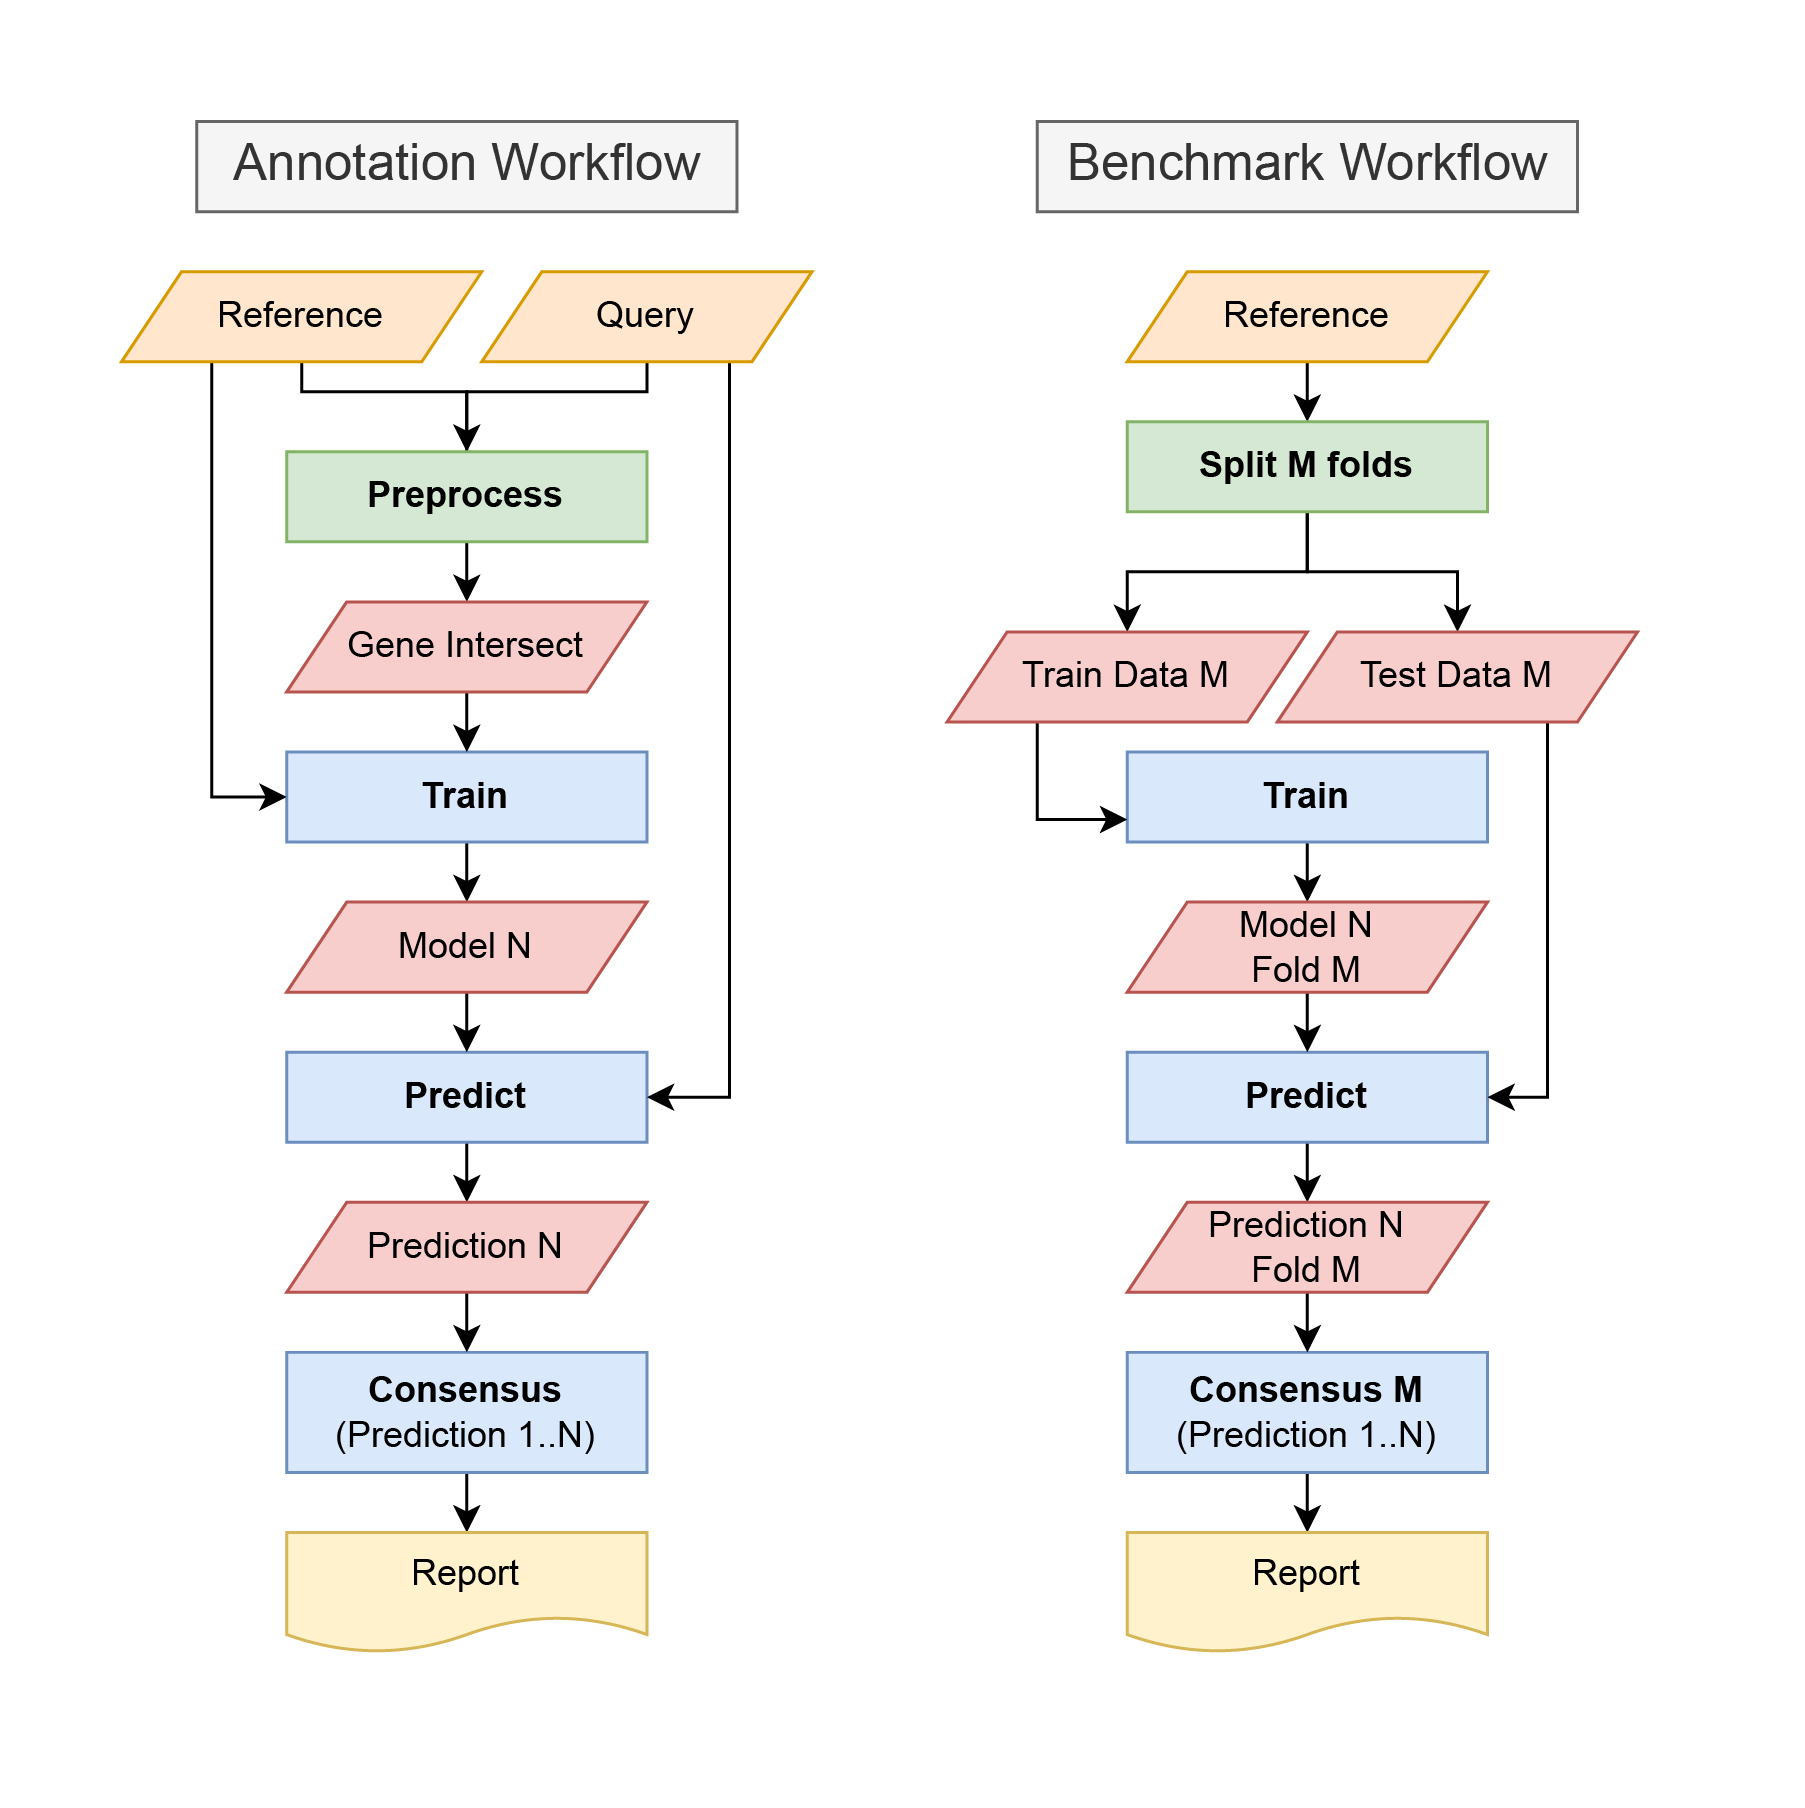 Annotation Workflow
Reference
Query
Preprocess
Gene Intersect
Train
Model N
Predict
Prediction N
Consensus
(Prediction 1..N)
Report
Benchmark Workflow
Reference
Split M folds
Train Data M
Test Data M
Train
Model N
Fold M
Predict
Prediction N
Fold M
Consensus M
(Prediction 1..N)
Report